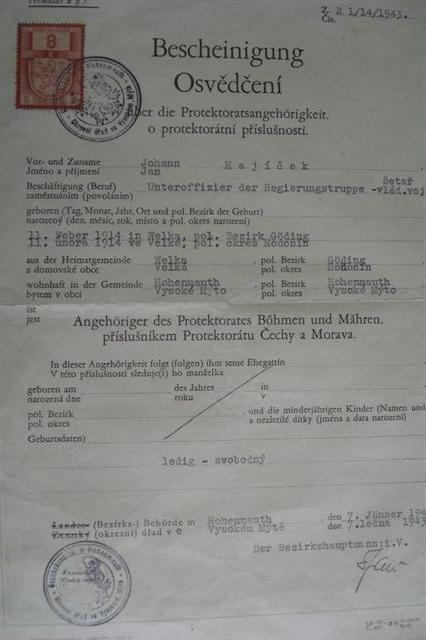 Z R 1/14/1943.
Čís.
8
K
Bescheinigung
Osvědčení
über die Protektoratsangehörigkeit.
o protektorátní příslušnosti.
Vor- und Zuname Johann Hajíček
Jméno a příjmení Jan
četař
Beschäftigung (Beruf) Unteroffizier der Regierungstruppe -vlád.voj
zaměstnáním (povoláním)
geboren (Tag, Monat, Jahr, Ort und pol. Bezirk der Geburt)
narozený (den, měsíc, rok, místo a pol. okres narození)
11. Feber 1914 in Welka, pol. Bezirk Göding
11. února 1914 ve Velké, pol. okres Hodonín
aus der Heimatgemeinde Welka , pol. Bezirk Göding
z domovské obce Velká pol. okres Hodonín
wohnhaft in der Gemeinde Hohenmauth , pol. Bezirk Hohenmauth
bytem v obci Vysoké Mýto pol. okres Vysoké Mýto
ist
jest
Angehöriger des Protektorates Böhmen und Mähren.
příslušníkem Protektorátu Čechy a Morava.
In dieser Angehörigkeit folgt (folgen) ihm seine Ehegattin
V této příslušnosti sleduje(í) ho manželka
geboren am des Jahres in
narozená dne roku v
pol. Bezirk , und die minderjährigen Kinder (Namen und
pol. okres a nezletilé dítky (jména a data narození)
Geburtsdaten)
ledig - svobodný
Landes- (Bezirks-) Behörde in Hohenmauth , den 7. Jänner 194
Zemský (okresní) úřad v e Vysokém Mýtě dne 7.ledna 1943
Der Bezirkshauptmann:i.V.